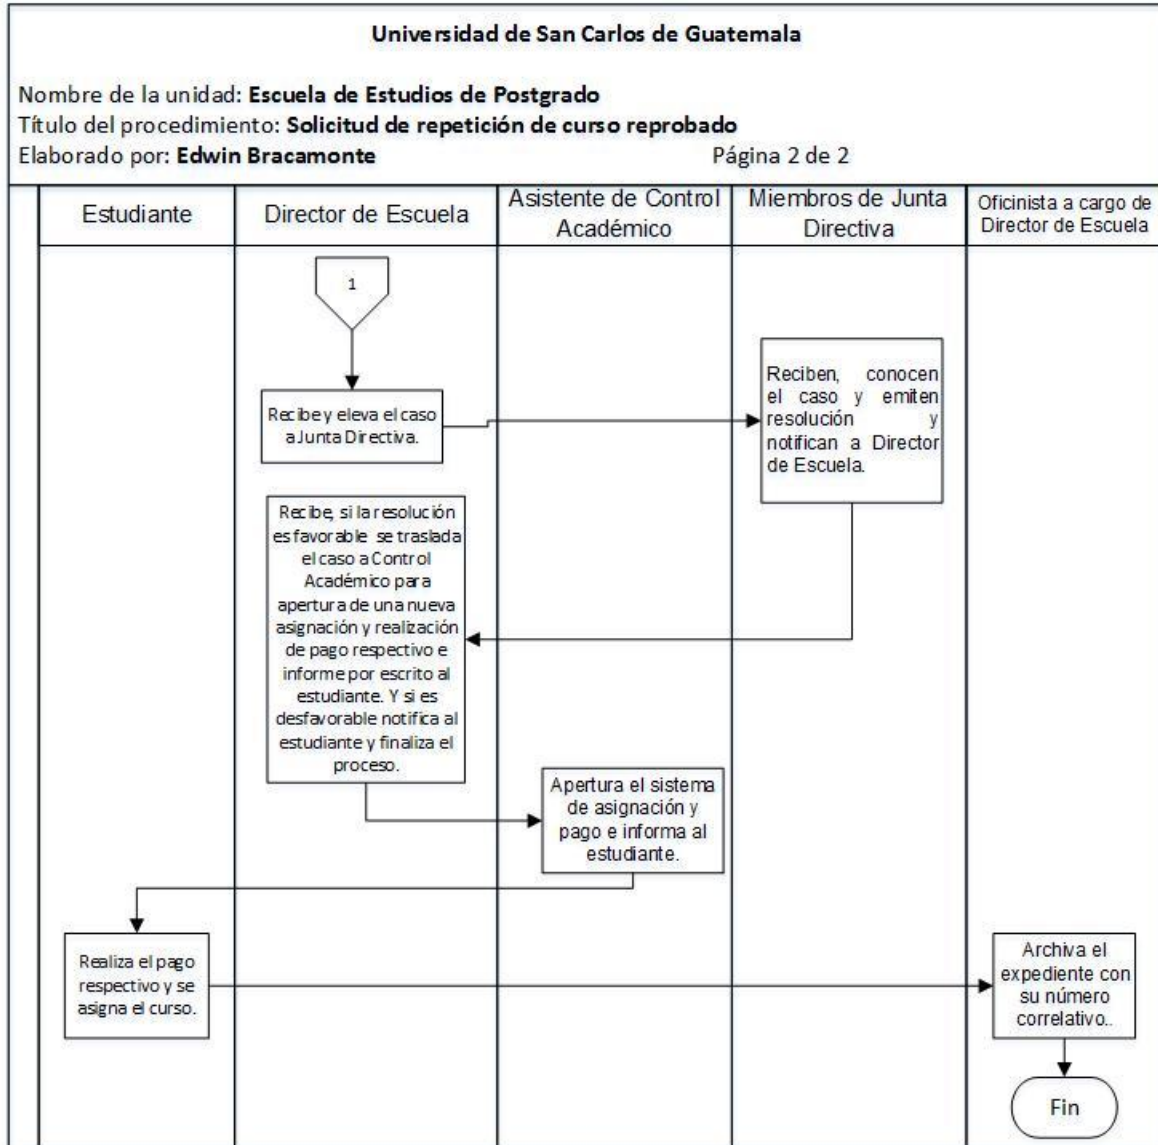 Universidad de San Carlos de Guatemala
Nombre de la unidad: Escuela de Estudios de Postgrado
Título del procedimiento: Solicitud de repetición de curso reprobado
Elaborado por: Edwin Bracamonte Página 2 de 2
Estudiante
Director de Escuela
Asistente de Control
Académico
Miembros de Junta
Directiva
Oficinista a cargo de
Director de Escuela
1
Recibe y eleva el caso
a Junta Directiva.
Reciben, conocen
el caso y emiten
resolución y
notifican a Director
de Escuela.
Recibe, si la resolución
es favorable se traslada
el caso a Control
Académico para
apertura de una nueva
asignación y realización
de pago respectivo e
informe por escrito al
estudiante. Y si es
desfavorable notifica al
estudiante y finaliza el
proceso.
Apertura el sistema
de asignación y
pago e informa al
estudiante.
Realiza el pago
respectivo y se
asigna el curso.
Archiva el
expediente con
su número
correlativo..
Fin